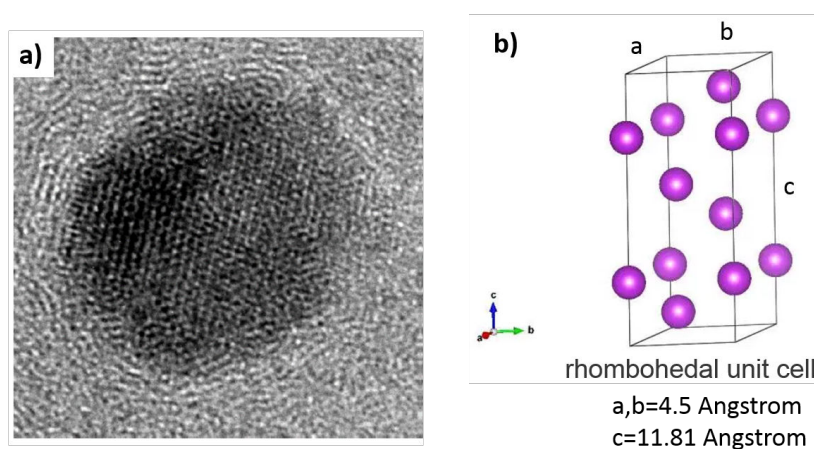 a)
b)
a
b
c
c
a
b
rhombohedal unit cell
a,b=4.5 Angstrom
c=11.81 Angstrom